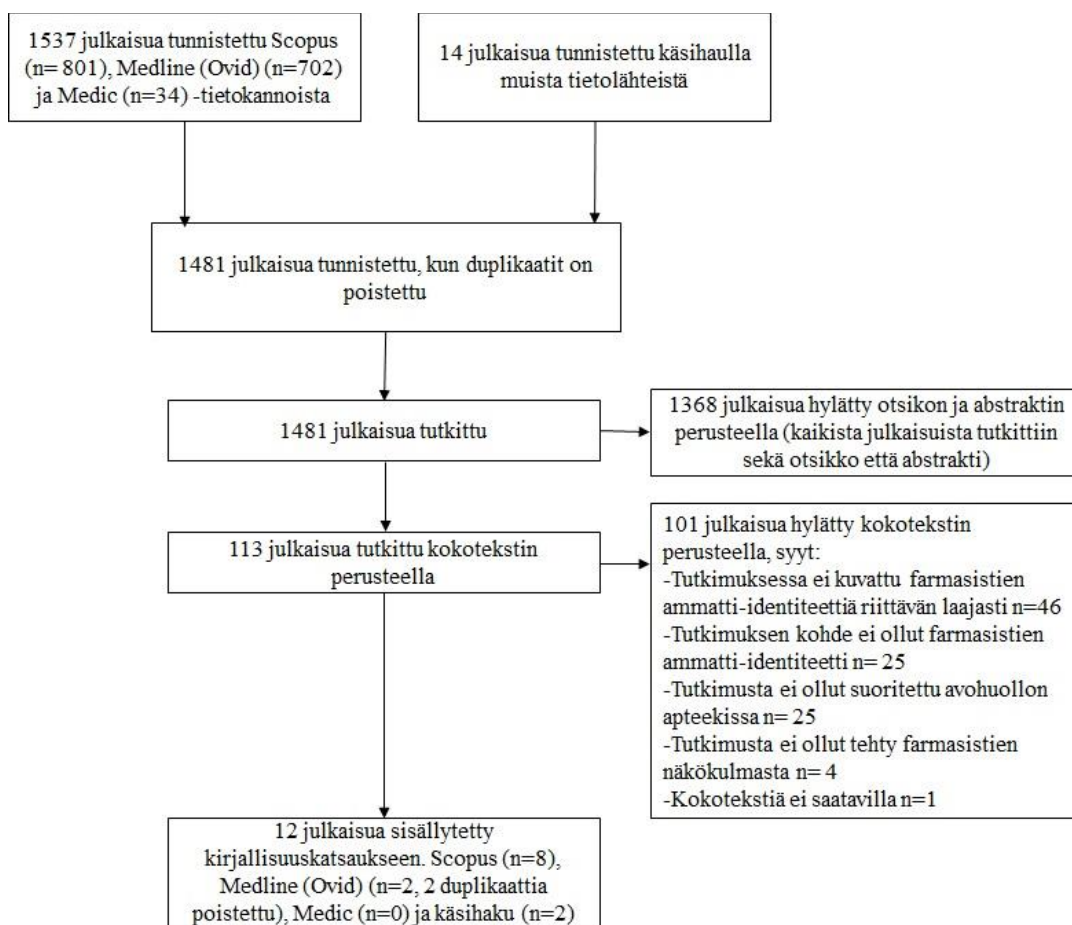 1537 julkaisua tunnistettu Scopus
(n= 801), Medline (Ovid) (n=702)
ja Medic (n=34) -tietokannoista
14 julkaisua tunnistettu käsihaulla
muista tietolähteistä
1481 julkaisua tunnistettu, kun duplikaatit on
poistettu
1481 julkaisua tutkittu
1368 julkaisua hylätty otsikon ja abstraktin
perusteella (kaikista julkaisuista tutkittiin
sekä otsikko että abstrakti)
113 julkaisua tutkittu kokotekstin
perusteella
101 julkaisua hylätty kokotekstin
perusteella, syyt:
-Tutkimuksessa ei kuvattu farmasistien
ammatti-identiteettiä riittävän laajasti n=46
-Tutkimuksen kohde ei ollut farmasistien
ammatti-identiteetti n= 25
-Tutkimusta ei ollut suoritettu avohuollon
apteekissa n= 25
-Tutkimusta ei ollut tehty farmasistien
näkökulmasta n= 4
-Kokotekstiä ei saatavilla n=1
12 julkaisua sisällytetty
kirjallisuuskatsaukseen. Scopus (n=8),
Medline (Ovid) (n=2, 2 duplikaattia
poistettu), Medic (n=0) ja käsihaku (n=2)